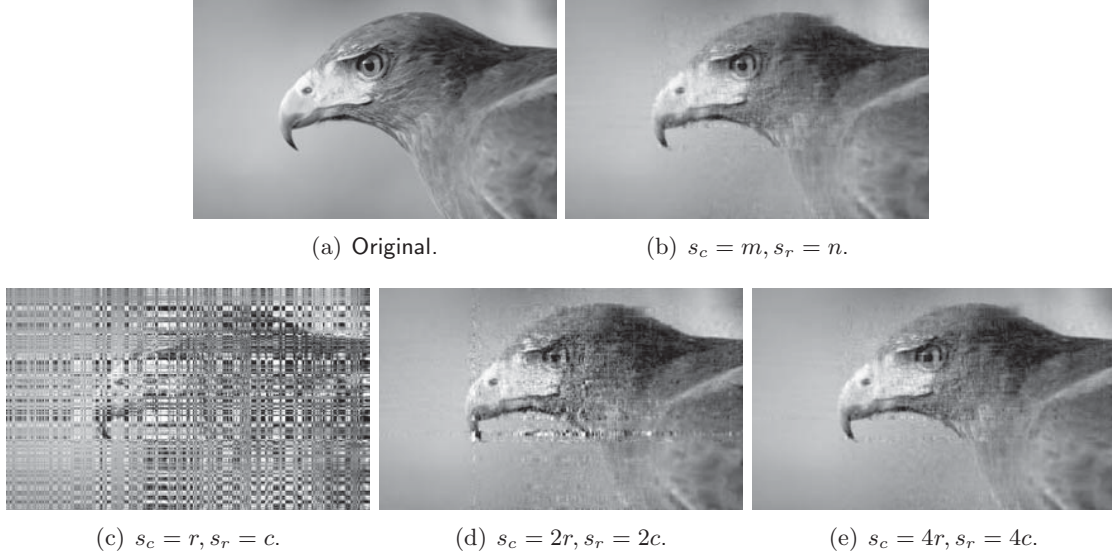 (a) Original.
(b) $s_c = m, s_r = n$.
(c) $s_c = r, s_r = c$.
(d) $s_c = 2r, s_r = 2c$.
(e) $s_c = 4r, s_r = 4c$.